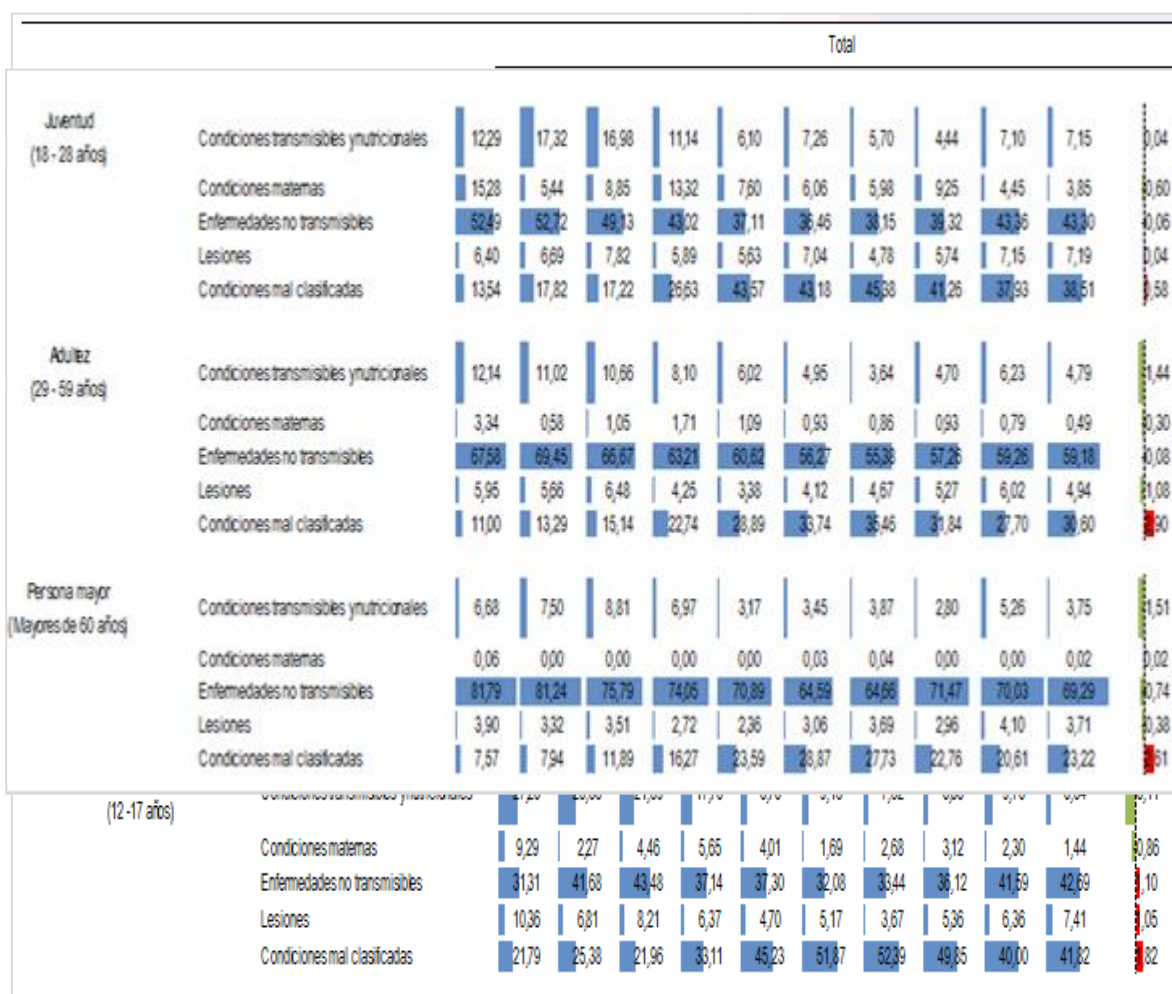 Total
Juventud
(18 - 28 años)
Condiciones transmisibles ynutricionales 12,29 17,32 16,98 11,14 6,10 7,26 5,70 4,44 7,10 7,15 0,04
Condiciones maternas 15,28 5,44 8,85 13,32 7,60 6,06 5,98 9,25 4,45 3,85 0,60
Enfermedades no transmisibles 52,49 52,72 49,13 43,02 37,11 36,46 38,15 39,32 43,36 43,30 0,06
Lesiones 6,40 6,69 7,82 5,89 5,63 7,04 4,78 5,74 7,15 7,19 0,04
Condiciones mal clasificadas 13,54 17,82 17,22 26,63 43,57 43,18 45,38 41,26 37,93 38,51 0,58
Adultez
(29 - 59 años)
Condiciones transmisibles ynutricionales 12,14 11,02 10,66 8,10 6,02 4,95 3,64 4,70 6,23 4,79 1,44
Condiciones maternas 3,34 0,58 1,05 1,71 1,09 0,93 0,86 0,93 0,79 0,49 0,30
Enfermedades no transmisibles 67,58 69,45 66,67 63,21 60,62 56,27 55,38 57,26 59,26 59,18 0,08
Lesiones 5,95 5,66 6,48 4,25 3,38 4,12 4,67 5,27 6,02 4,94 1,08
Condiciones mal clasificadas 11,00 13,29 15,14 22,74 28,89 33,74 35,46 31,84 27,70 30,60 90
Persona mayor
(Mayores de 60 años)
Condiciones transmisibles ynutricionales 6,68 7,50 8,81 6,97 3,17 3,45 3,87 2,80 5,26 3,75 1,51
Condiciones maternas 0,06 0,00 0,00 0,00 0,00 0,03 0,04 0,00 0,00 0,02 0,02
Enfermedades no transmisibles 81,79 81,24 75,79 74,05 70,89 64,59 64,66 71,47 70,03 69,29 0,74
Lesiones 3,90 3,32 3,51 2,72 2,36 3,06 3,69 2,96 4,10 3,71 0,38
Condiciones mal clasificadas 7,57 7,94 11,89 16,27 23,59 28,87 27,73 22,76 20,61 23,22 61
(12 -17 años)
Condiciones maternas 9,29 2,27 4,46 5,65 4,01 1,69 2,68 3,12 2,30 1,44 0,86
Enfermedades no transmisibles 31,31 41,68 43,48 37,14 37,30 32,08 33,44 36,12 41,59 42,69 ,10
Lesiones 10,36 6,81 8,21 6,37 4,70 5,17 3,67 5,36 6,36 7,41 ,05
Condiciones mal clasificadas 21,79 25,38 21,96 33,11 45,23 51,87 52,39 49,85 40,00 41,82 ,82